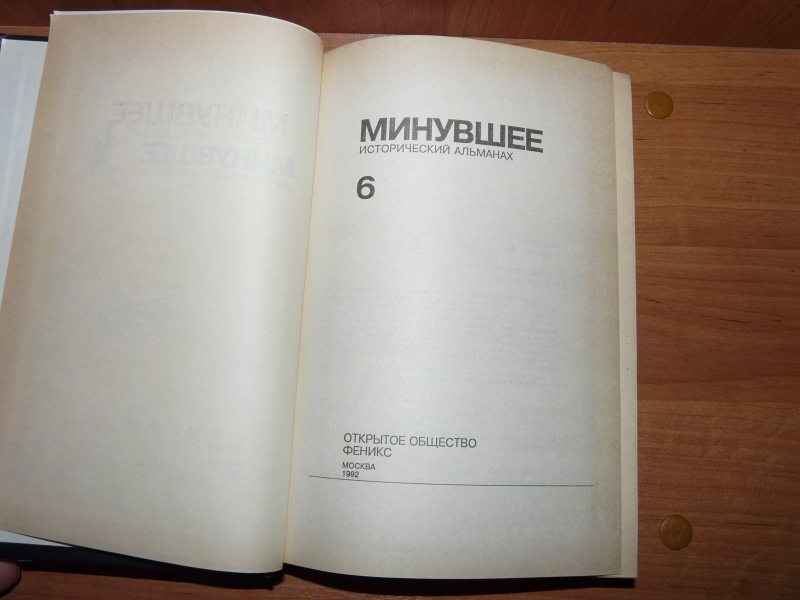 МИНУВШЕЕ
ИСТОРИЧЕСКИЙ АЛЬМАНАХ
6
ОТКРЫТОЕ ОБЩЕСТВО
ФЕНИКС
МОСКВА
1992